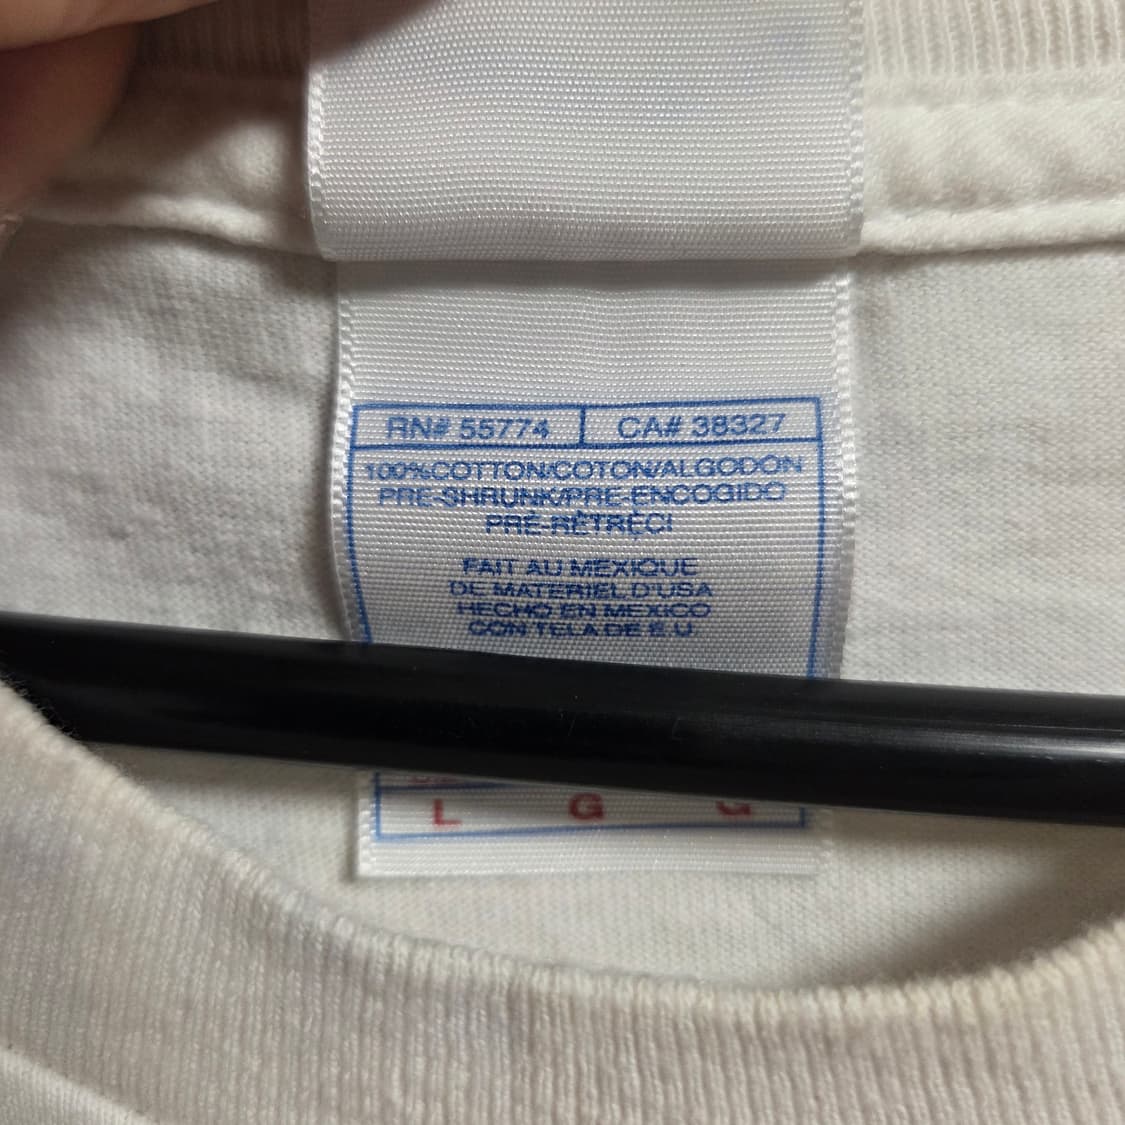 RN# 55774 CA# 38327
100%COTTON/COTON/ALGODÓN
PRE-SHRUNK/PRE-ENCOGIDO
PRÉ-RÉTRÉCI
FAIT AU MEXIQUE
DE MATERIEL D'USA
HECHO EN MEXICO
CON TELA DE E.U.
L G G